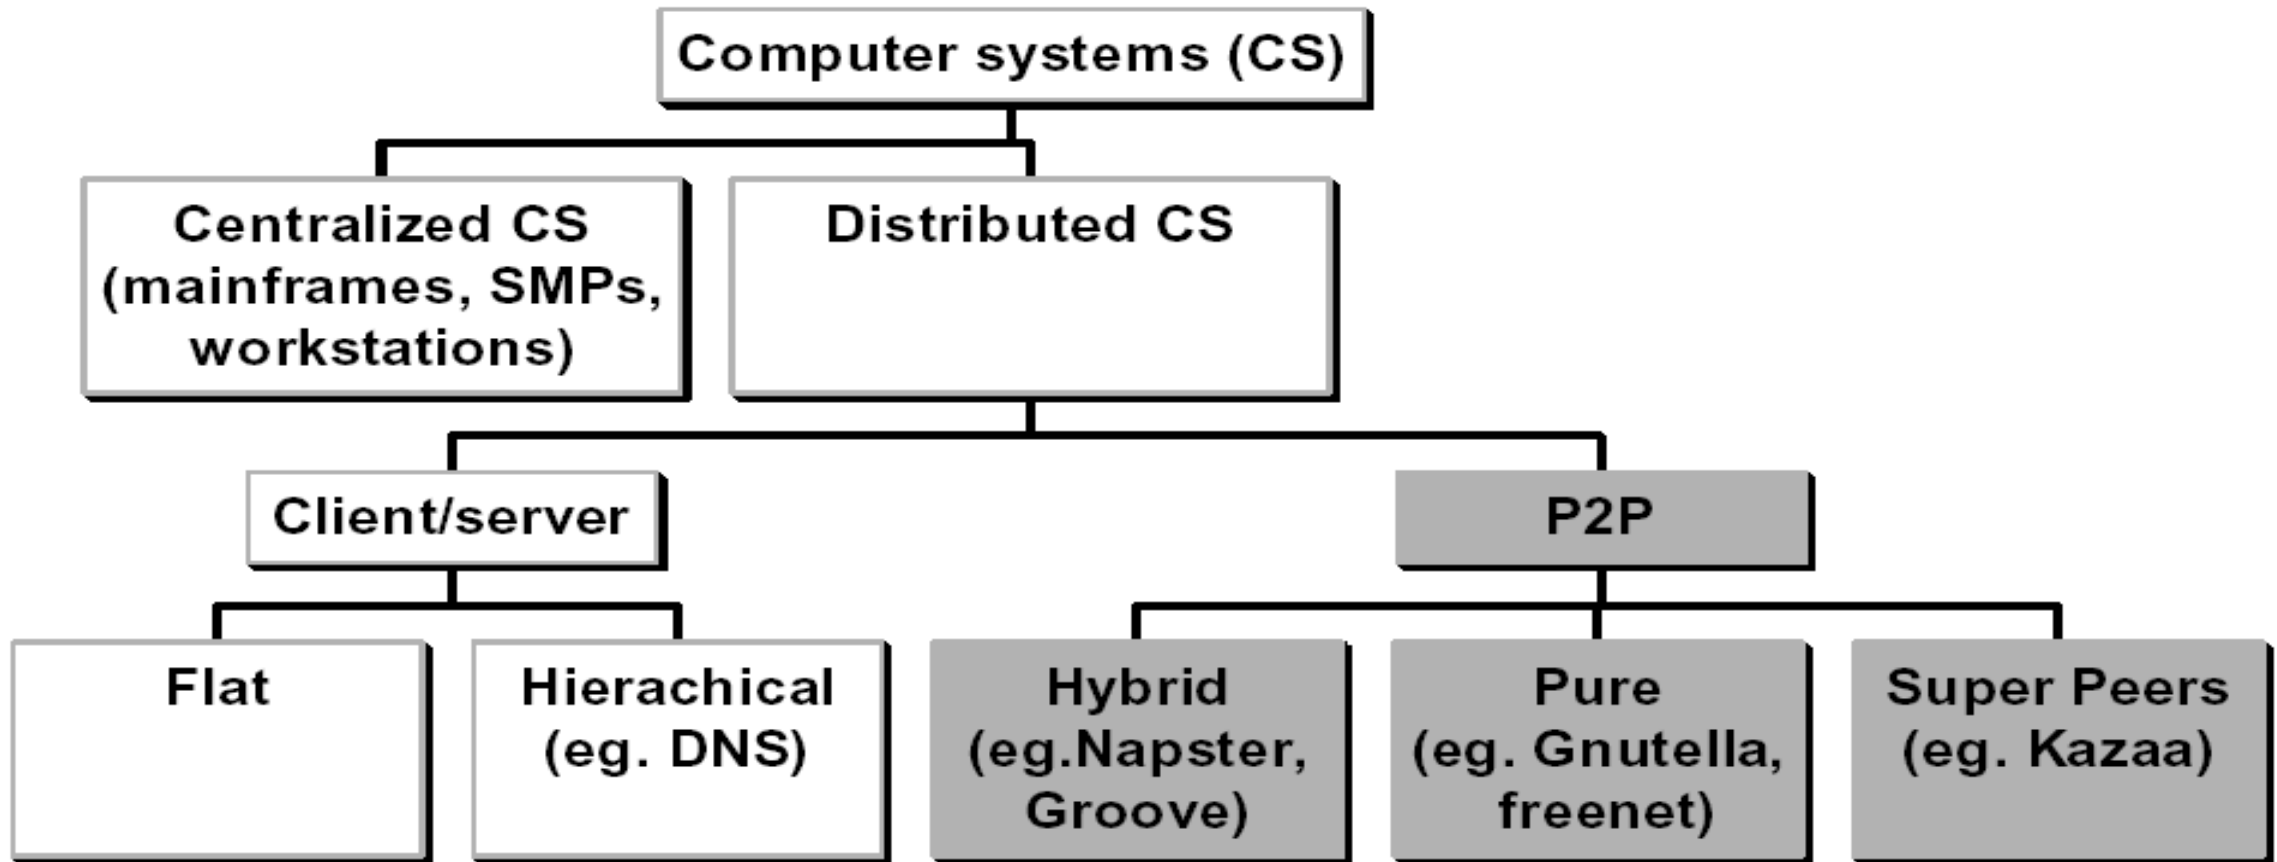 Computer systems (CS)
Centralized CS
(mainframes, SMPs,
workstations)
Distributed CS
Client/server
P2P
Flat
Hierachical
(eg. DNS)
Hybrid
(eg.Napster,
Groove)
Pure
(eg. Gnutella,
freenet)
Super Peers
(eg. Kazaa)